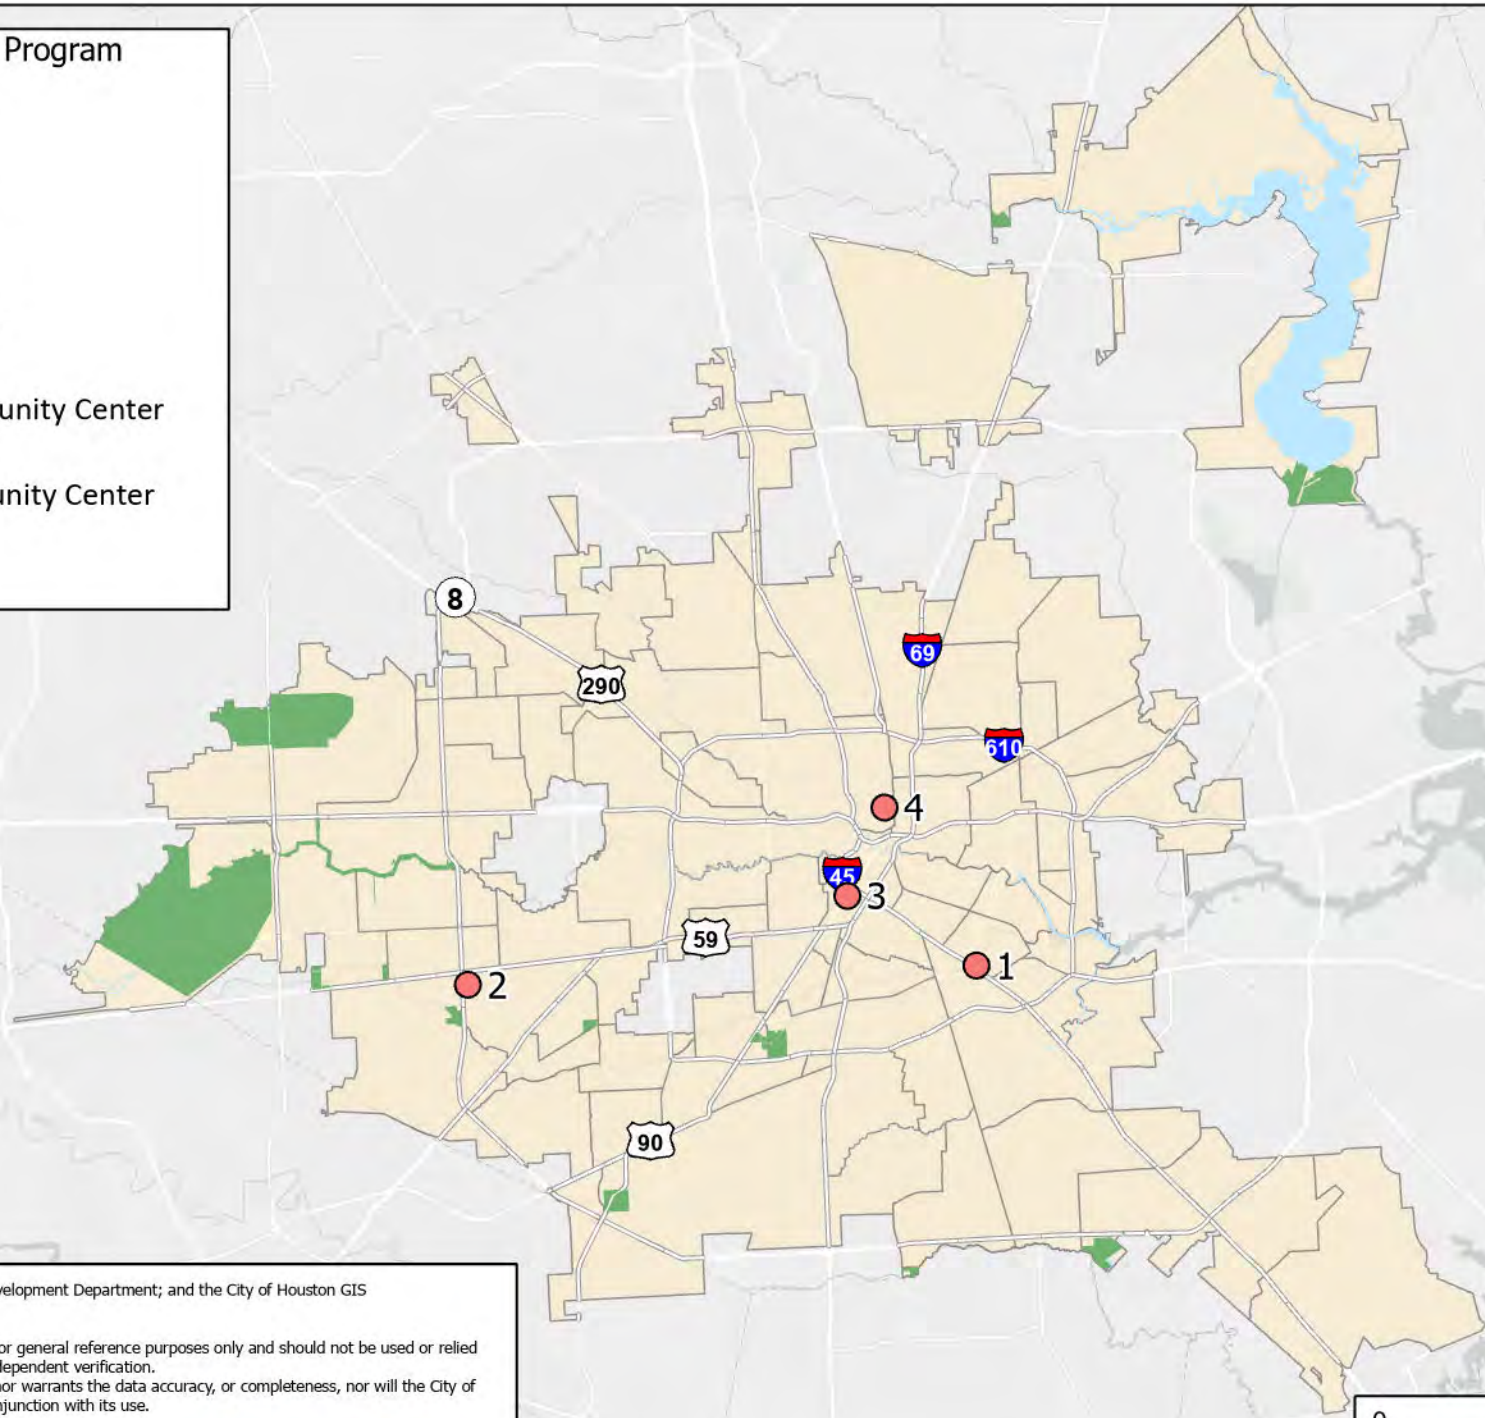 Program
unity Center
unity Center
8
69
290
610
4
45
3
59
1
2
90
velopment Department; and the City of Houston GIS
or general reference purposes only and should not be used or relied
dependent verification.
nor warrants the data accuracy, or completeness, nor will the City of
njunction with its use.